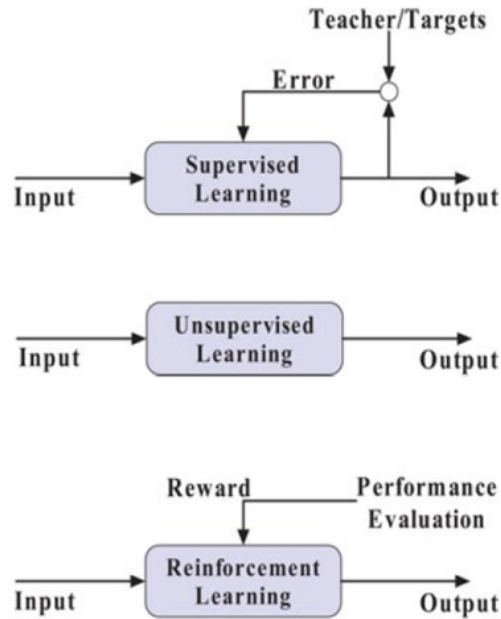 Teacher/Targets
Error
Supervised
Learning
Input
Output
Unsupervised
Learning
Input
Output
Reward
Performance
Evaluation
Reinforcement
Learning
Input
Output